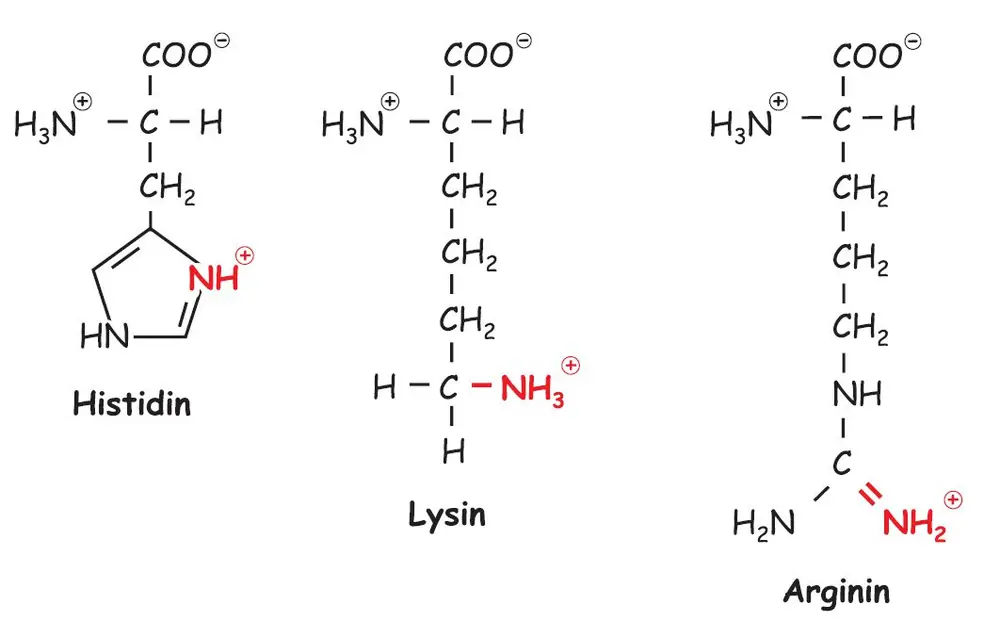 COO⊖
H₃N⊕ – C – H
CH₂
NH⊕
HN
Histidin
COO⊖
H₃N⊕ – C – H
CH₂
CH₂
CH₂
H – C – NH₃⊕
H
Lysin
COO⊖
H₃N⊕ – C – H
CH₂
CH₂
CH₂
NH
C
H₂N NH₂⊕
Arginin